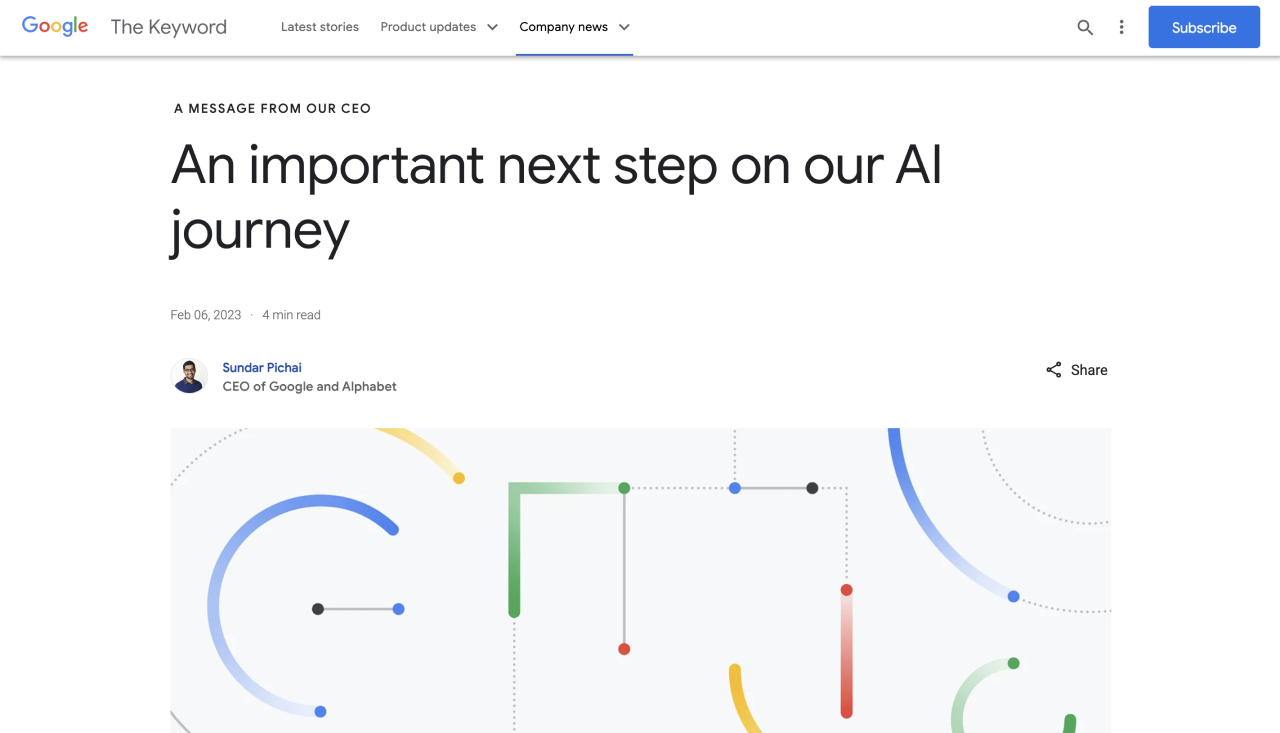 Google The Keyword Latest stories Product updates Company news Subscribe
A MESSAGE FROM OUR CEO
An important next step on our AI
journey
Feb 06, 2023 · 4 min read
Sundar Pichai
CEO of Google and Alphabet
Share